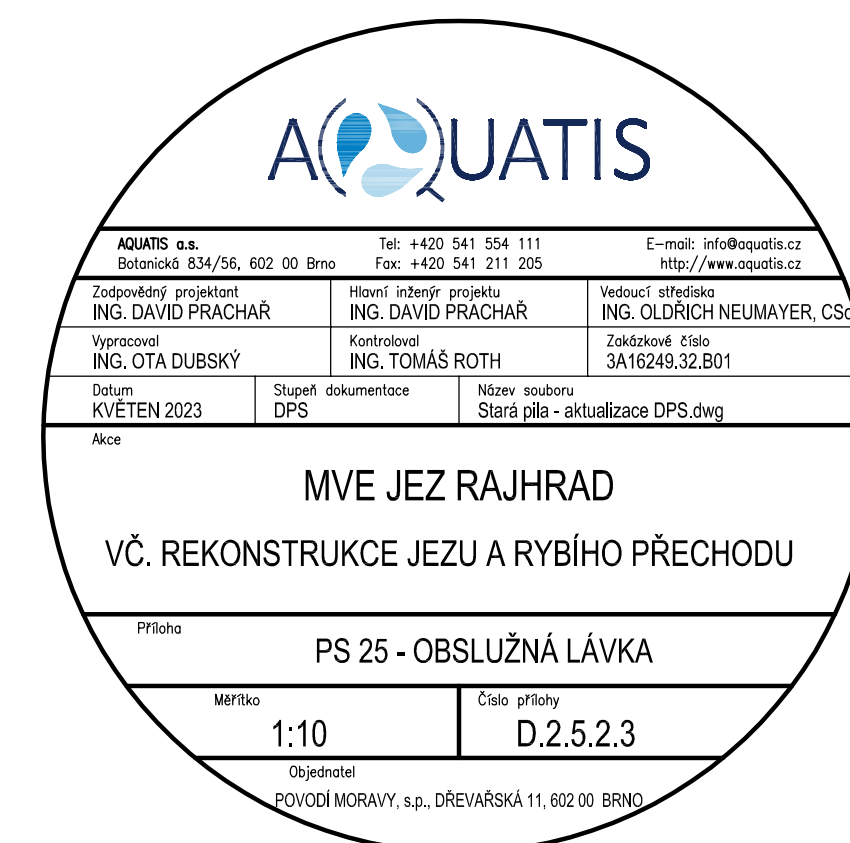 AQUATIS
AQUATIS a.s. Tel: +420 541 554 111 E-mail: info@aquatis.cz
Botanická 834/56, 602 00 Brno Fax: +420 541 211 205 http://www.aquatis.cz
Zodpovědný projektant Hlavní inženýr projektu Vedoucí střediska
ING. DAVID PRACHAŘ ING. DAVID PRACHAŘ ING. OLDŘICH NEUMAYER, CSc
Vypracoval Kontroloval Zakázkové číslo
ING. OTA DUBSKÝ ING. TOMÁŠ ROTH 3A16249.32.B01
Datum Stupeň dokumentace Název souboru
KVĚTEN 2023 DPS Stará pila - aktualizace DPS.dwg
Akce
MVE JEZ RAJHRAD
VČ. REKONSTRUKCE JEZU A RYBÍHO PŘECHODU
Příloha
PS 25 - OBSLUŽNÁ LÁVKA
Měřítko Číslo přílohy
1:10 D.2.5.2.3
Objednatel
POVODÍ MORAVY, s.p., DŘEVAŘSKÁ 11, 602 00 BRNO